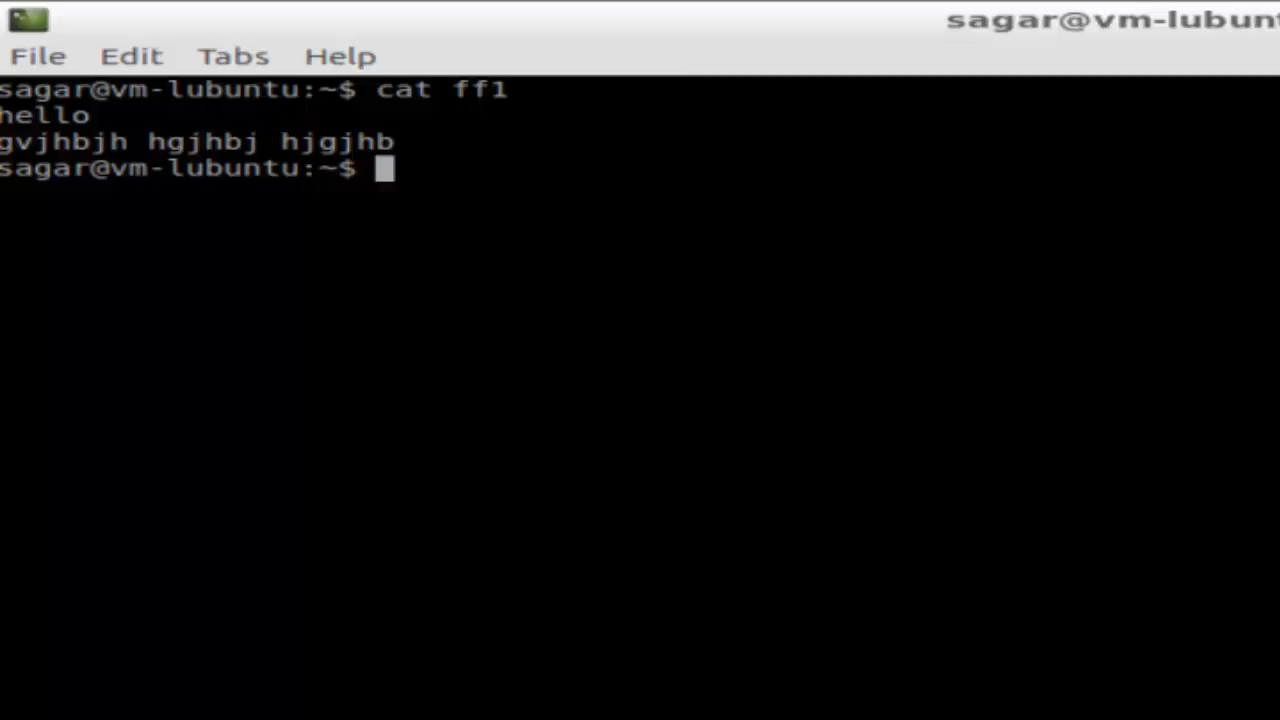 sagar@vm-lubunt
File Edit Tabs Help
sagar@vm-lubuntu:~$ cat ff1
hello
gvjhbjh hgjhbj hjgjhb
sagar@vm-lubuntu:~$